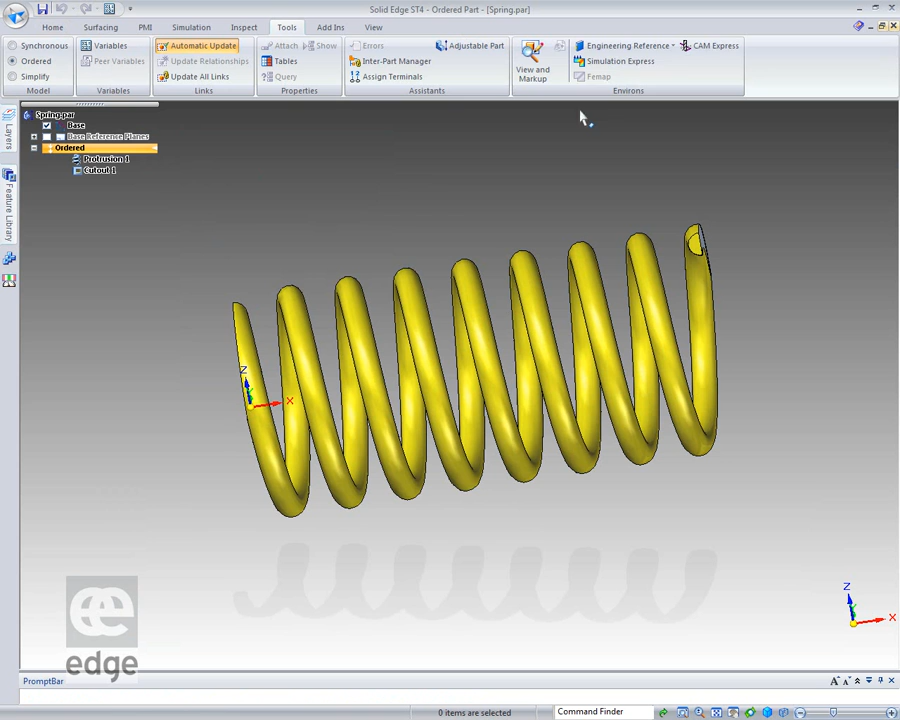 Solid Edge ST4 - Ordered Part - [Spring.par]
Home Surfacing PMI Simulation Inspect Tools Add Ins View
Synchronous Variables Automatic Update Attach Show Errors Adjustable Part Engineering Reference CAM Express
Ordered Peer Variables Update Relationships Tables Inter-Part Manager View and Markup Simulation Express
Simplify Update All Links Query Assign Terminals Femap
Model Variables Links Properties Assistants Environs
Layers
Feature Library
Spring.par
Base
Base Reference Planes
Ordered
Protrusion 1
Cutout 1
Z
X
Z
X
edge
PromptBar
0 items are selected Command Finder